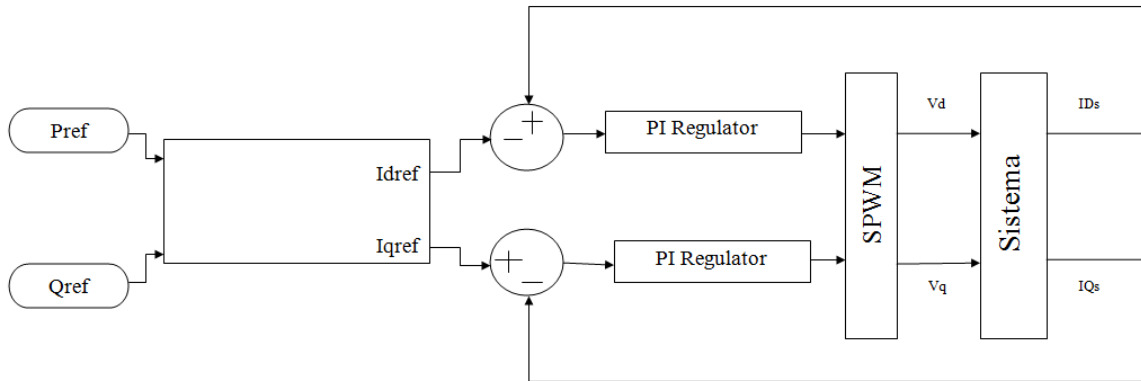 Pref
Qref
Idref
Iqref
− +
+ −
PI Regulator
PI Regulator
SPWM
Vd
Vq
Sistema
IDs
IQs